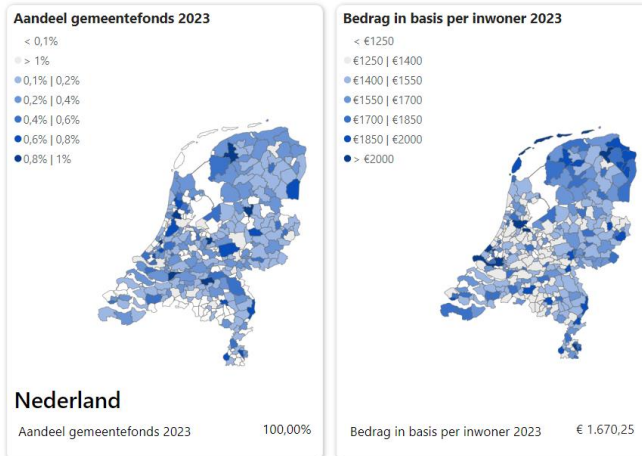 Aandeel gemeentefonds 2023
< 0,1%
> 1%
0,1% | 0,2%
0,2% | 0,4%
0,4% | 0,6%
0,6% | 0,8%
0,8% | 1%
Nederland
Aandeel gemeentefonds 2023 100,00%
Bedrag in basis per inwoner 2023
< €1250
€1250 | €1400
€1400 | €1550
€1550 | €1700
€1700 | €1850
€1850 | €2000
> €2000
Bedrag in basis per inwoner 2023 € 1.670,25